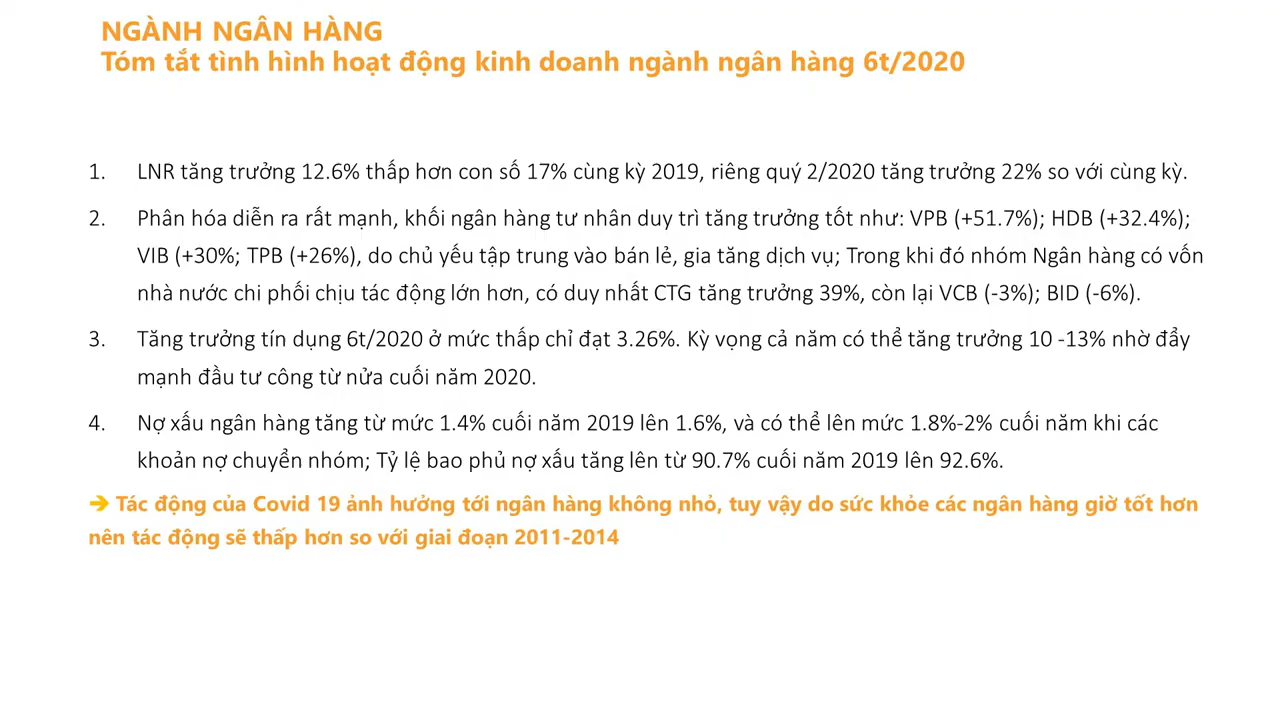 NGÀNH NGÂN HÀNG
Tóm tắt tình hình hoạt động kinh doanh ngành ngân hàng 6t/2020
1. LNR tăng trưởng 12.6% thấp hơn con số 17% cùng kỳ 2019, riêng quý 2/2020 tăng trưởng 22% so với cùng kỳ.
2. Phân hóa diễn ra rất mạnh, khối ngân hàng tư nhân duy trì tăng trưởng tốt như: VPB (+51.7%); HDB (+32.4%);
VIB (+30%; TPB (+26%), do chủ yếu tập trung vào bán lẻ, gia tăng dịch vụ; Trong khi đó nhóm Ngân hàng có vốn
nhà nước chi phối chịu tác động lớn hơn, có duy nhất CTG tăng trưởng 39%, còn lại VCB (-3%); BID (-6%).
3. Tăng trưởng tín dụng 6t/2020 ở mức thấp chỉ đạt 3.26%. Kỳ vọng cả năm có thể tăng trưởng 10 -13% nhờ đẩy
mạnh đầu tư công từ nửa cuối năm 2020.
4. Nợ xấu ngân hàng tăng từ mức 1.4% cuối năm 2019 lên 1.6%, và có thể lên mức 1.8%-2% cuối năm khi các
khoản nợ chuyển nhóm; Tỷ lệ bao phủ nợ xấu tăng lên từ 90.7% cuối năm 2019 lên 92.6%.
➔ Tác động của Covid 19 ảnh hưởng tới ngân hàng không nhỏ, tuy vậy do sức khỏe các ngân hàng giờ tốt hơn
nên tác động sẽ thấp hơn so với giai đoạn 2011-2014